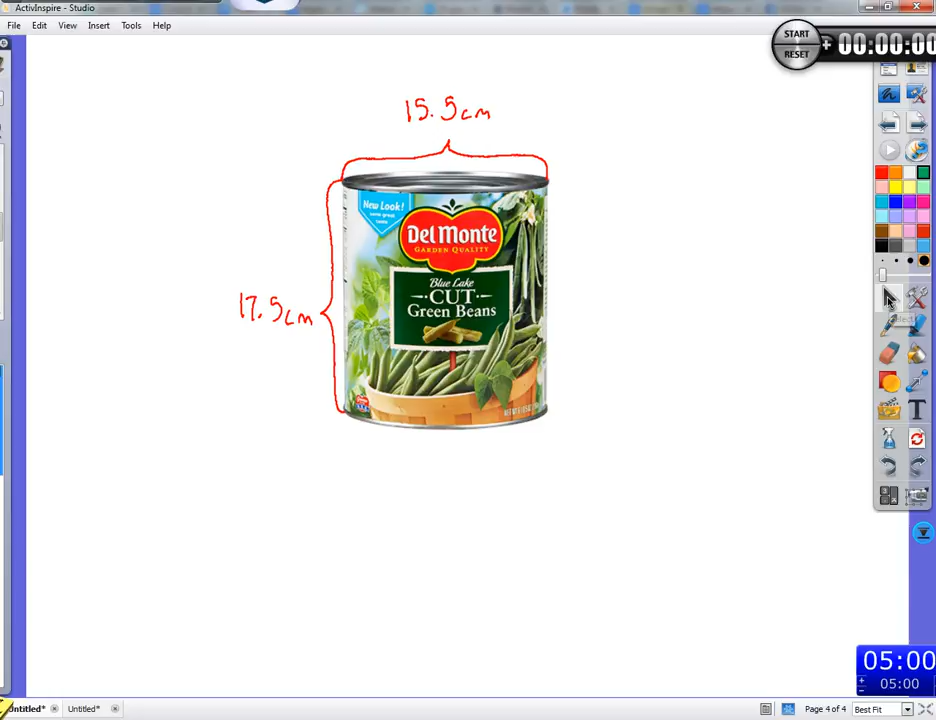 ActivInspire - Studio
File Edit View Insert Tools Help
START
RESET
00:00:00
15.5cm
17.5cm
New Look!
Del Monte
GARDEN QUALITY
Blue Lake
CUT
Green Beans
T
05:00
05:00
Untitled* Untitled*
Page 4 of 4 Best Fit